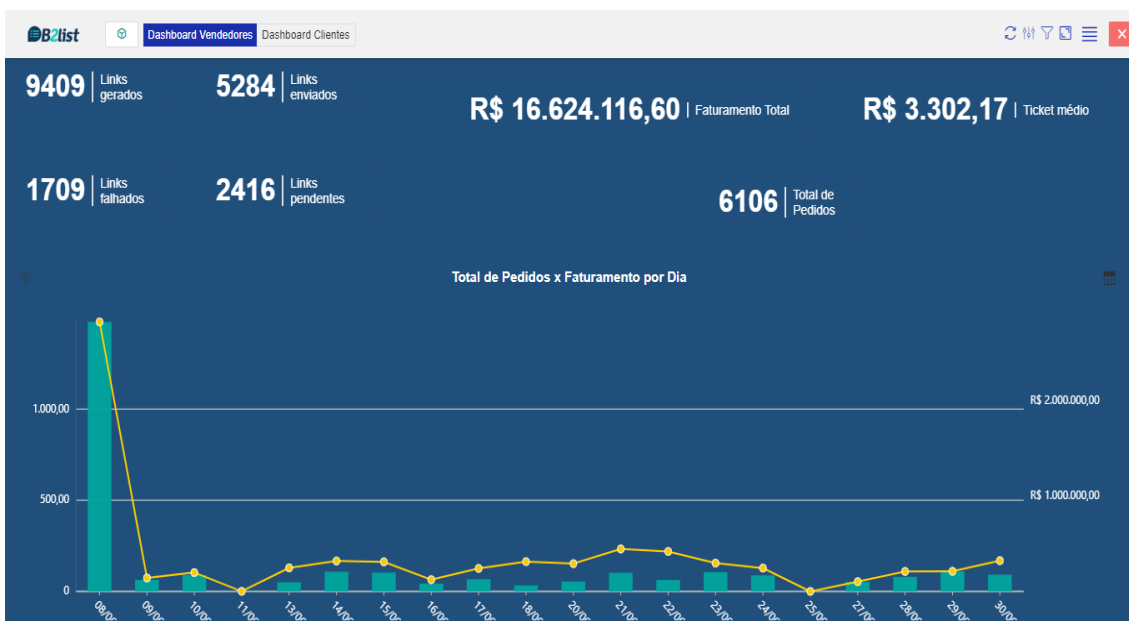 B2list
Dashboard Vendedores
Dashboard Clientes
9409
Links
gerados
5284
Links
enviados
R$ 16.624.116,60
Faturamento Total
R$ 3.302,17
Ticket médio
1709
Links
falhados
2416
Links
pendentes
6106
Total de
Pedidos
Total de Pedidos x Faturamento por Dia
1.000,00
R$ 2.000.000,00
500,00
R$ 1.000.000,00
0